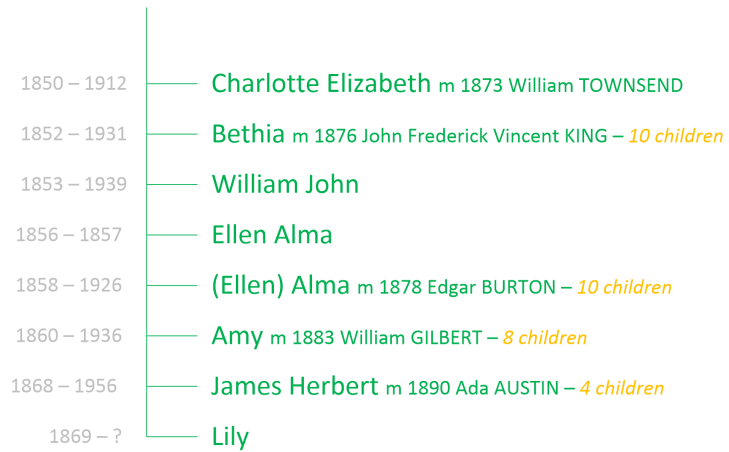 1850 – 1912 Charlotte Elizabeth m 1873 William TOWNSEND
1852 – 1931 Bethia m 1876 John Frederick Vincent KING – 10 children
1853 – 1939 William John
1856 – 1857 Ellen Alma
1858 – 1926 (Ellen) Alma m 1878 Edgar BURTON – 10 children
1860 – 1936 Amy m 1883 William GILBERT – 8 children
1868 – 1956 James Herbert m 1890 Ada AUSTIN – 4 children
1869 – ? Lily